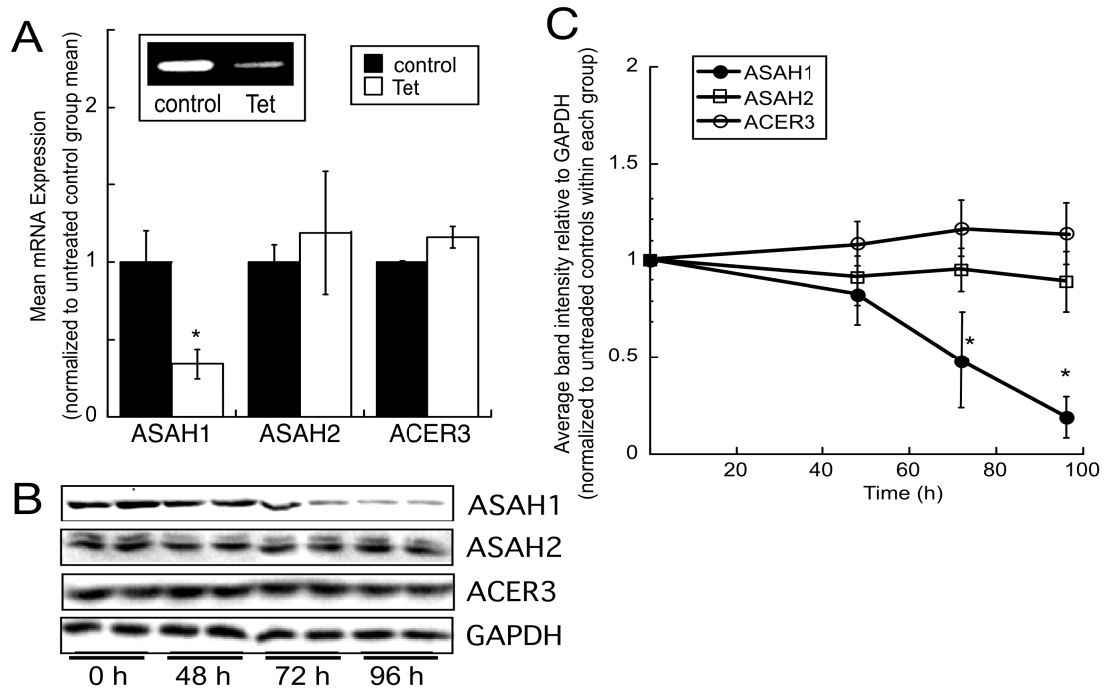 A
Mean mRNA Expression
(normalized to untreated control group mean)
2
1
0
control Tet
control
Tet
*
ASAH1 ASAH2 ACER3
B
ASAH1
ASAH2
ACER3
GAPDH
0 h 48 h 72 h 96 h
C
Average band intensity relative to GAPDH
(normalized to untreaded controls within each group)
2
1.5
1
0.5
0
ASAH1
ASAH2
ACER3
*
*
20 40 60 80 100
Time (h)